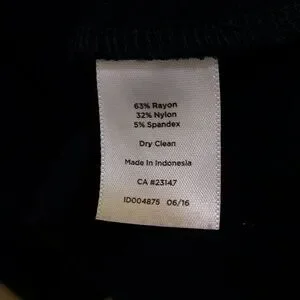 63% Rayon
32% Nylon
5% Spandex
Dry Clean
Made In Indonesia
CA #23147
ID004875 06/16